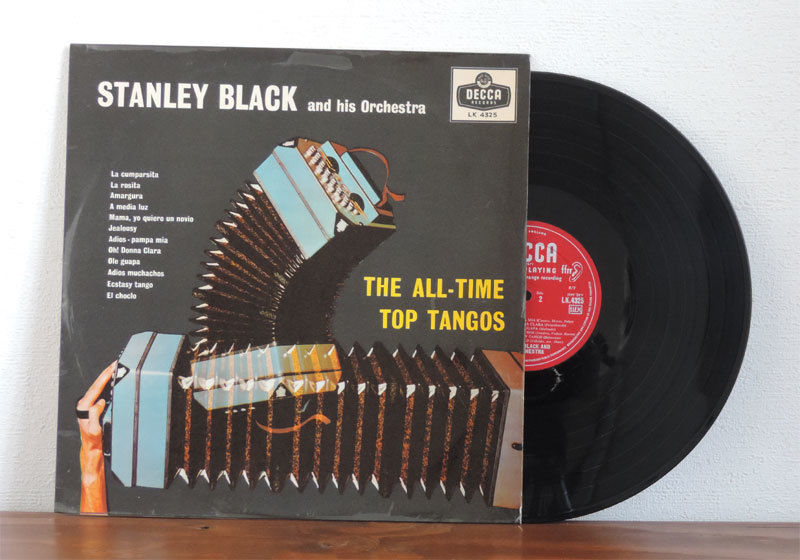 STANLEY BLACK and his Orchestra
DECCA
RECORDS
LK 4325
La cumparsita
La rosita
Amargura
A media luz
Mama, yo quiero un novio
Jealousy
Adios - pampa mia
Oh! Donna Clara
Ole guapa
Adios muchachos
Ecstasy tango
El choclo
THE ALL-TIME
TOP TANGOS
CCA
PLAYING ffrr
Side
2
LK.4325
BLACK AND